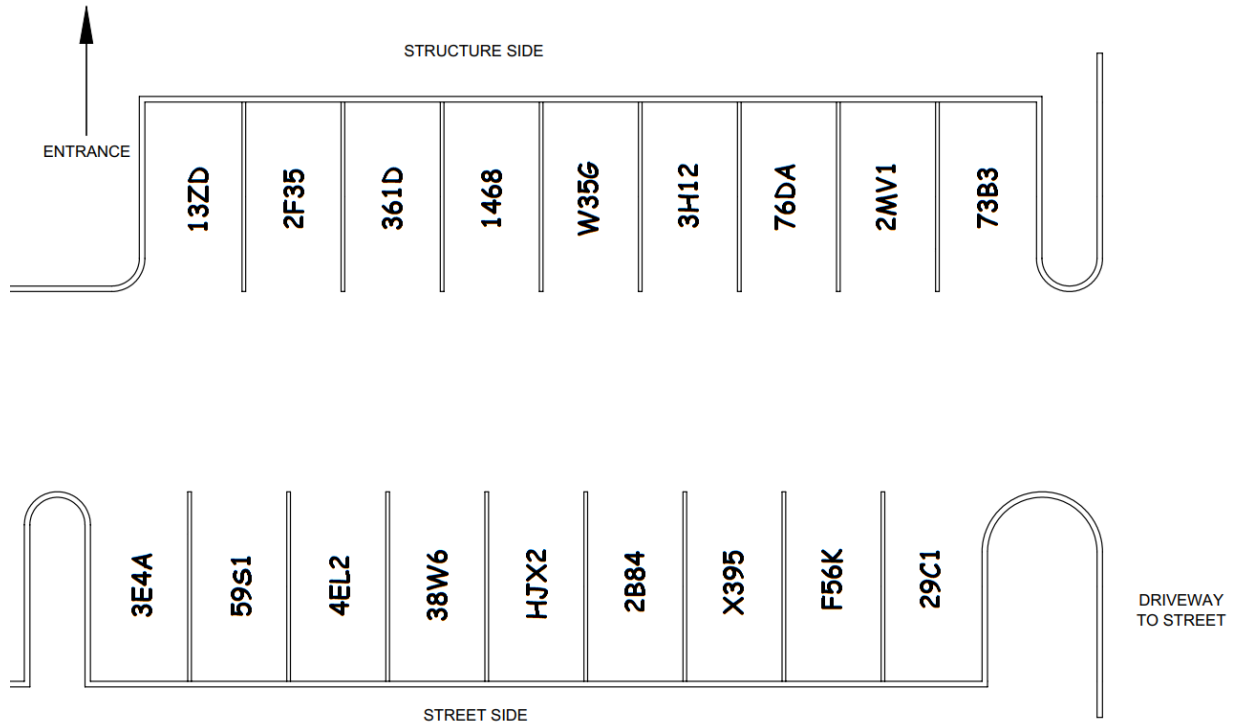 STRUCTURE SIDE
ENTRANCE
13ZD
2F35
361D
1468
W35G
3H12
76DA
2MV1
73B3
3E4A
59S1
4EL2
38W6
HJX2
2B84
X395
F56K
29C1
DRIVEWAY
TO STREET
STREET SIDE